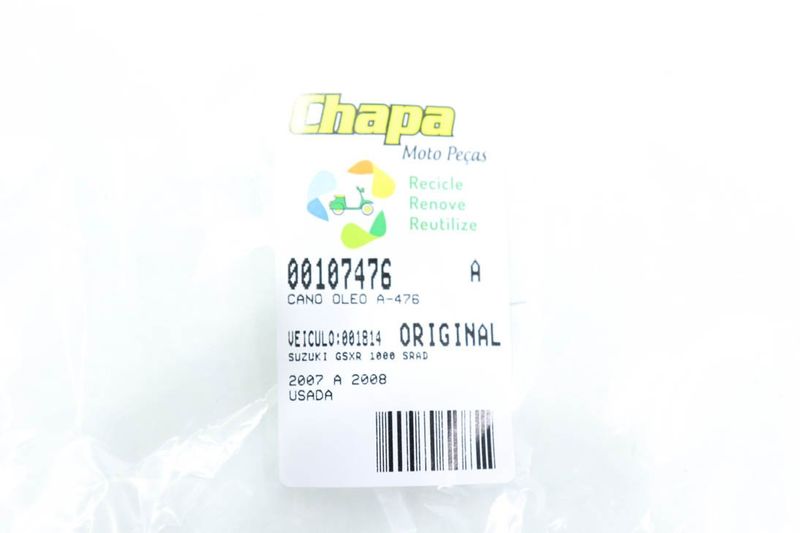 Chapa
Moto Peças
Recicle
Renove
Reutilize
00107476 A
CANO OLEO A-476
VEICULO:001814 ORIGINAL
SUZUKI GSXR 1000 SRAD
2007 A 2008
USADA